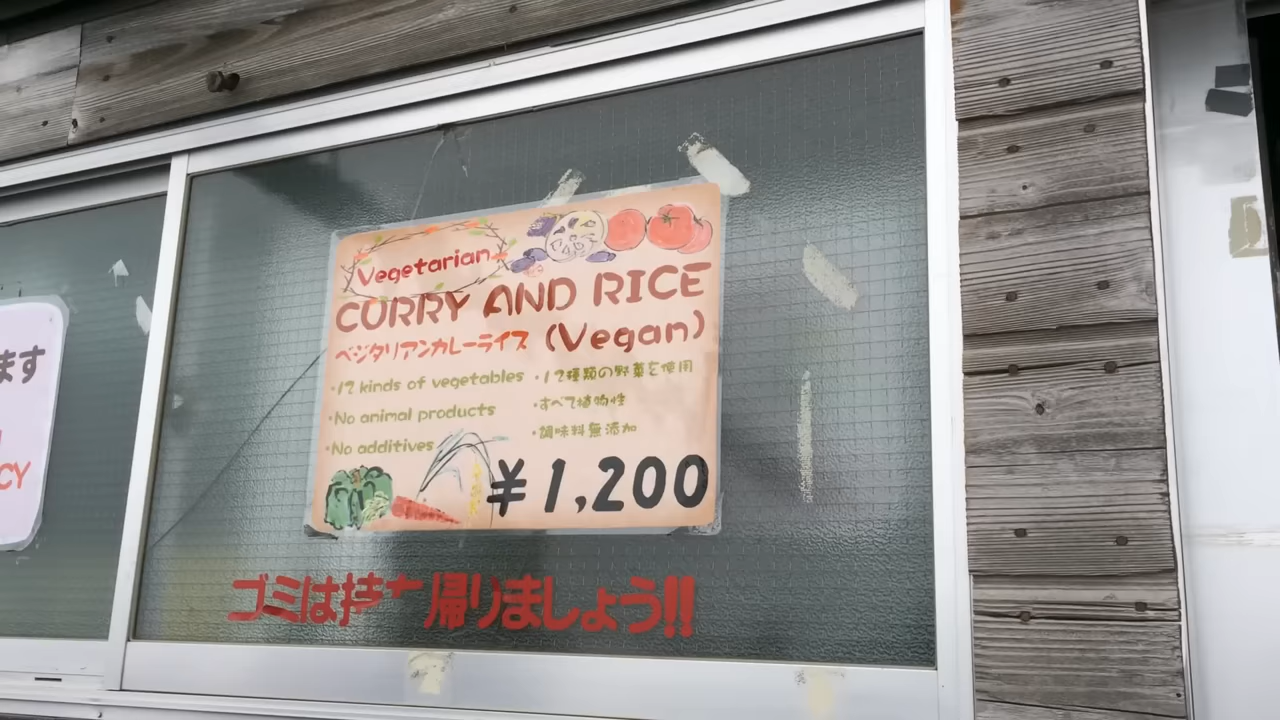 ます
CY
Vegetarian
CURRY AND RICE
ベジタリアンカレーライス (Vegan)
・12 kinds of vegetables ・12種類の野菜を使用
・No animal products ・すべて植物性
・No additives ・調味料無添加
¥1,200
ゴミは持ち帰りましょう!!